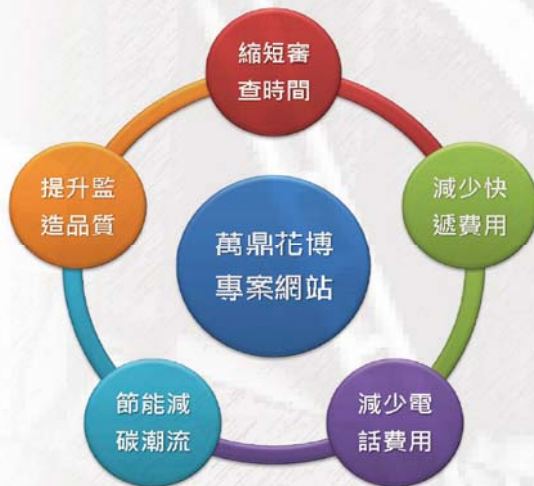 縮短審
查時間
提升監
造品質
減少快
遞費用
萬鼎花博
專案網站
節能減
碳潮流
減少電
話費用